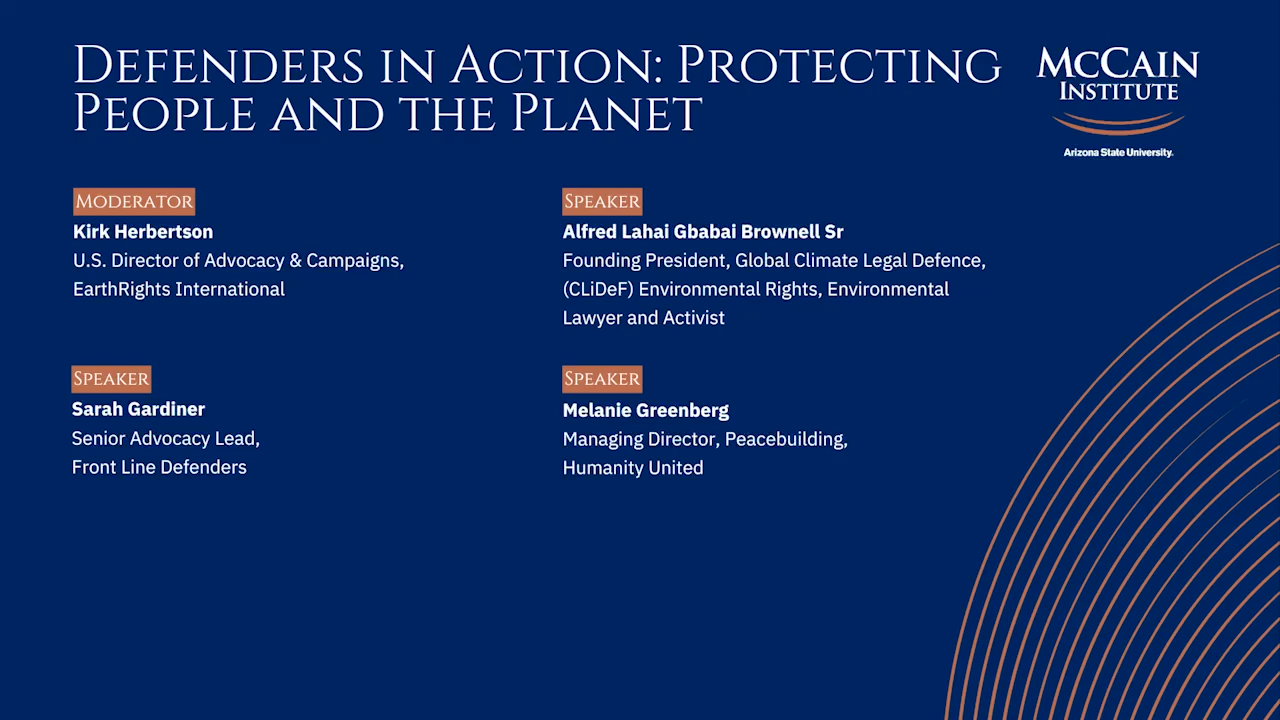 Defenders in Action: Protecting
People and the Planet
McCain
Institute
Arizona State University.
Moderator
Kirk Herbertson
U.S. Director of Advocacy & Campaigns,
EarthRights International
Speaker
Alfred Lahai Gbabai Brownell Sr
Founding President, Global Climate Legal Defence,
(CLiDeF) Environmental Rights, Environmental
Lawyer and Activist
Speaker
Sarah Gardiner
Senior Advocacy Lead,
Front Line Defenders
Speaker
Melanie Greenberg
Managing Director, Peacebuilding,
Humanity United